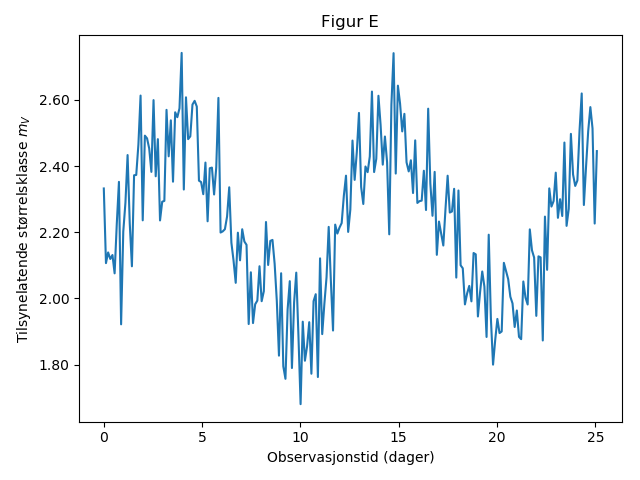 Figur E
Tilsynelatende størrelsklasse m_V
2.60
2.40
2.20
2.00
1.80
0 5 10 15 20 25
Observasjonstid (dager)